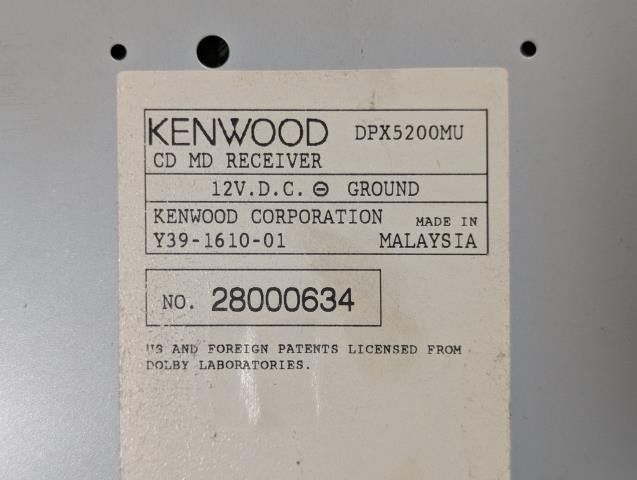 KENWOOD DPX5200MU
CD MD RECEIVER
12V.D.C. ⊖ GROUND
KENWOOD CORPORATION MADE IN
Y39-1610-01 MALAYSIA
NO. 28000634
US AND FOREIGN PATENTS LICENSED FROM
DOLBY LABORATORIES.